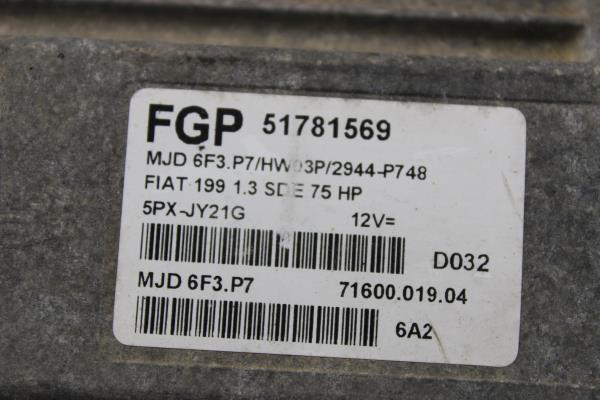 FGP 51781569
MJD 6F3.P7/HW03P/2944-P748
FIAT 199 1.3 SDE 75 HP
5PX-JY21G 12V=
D032
MJD 6F3.P7 71600.019.04
6A2